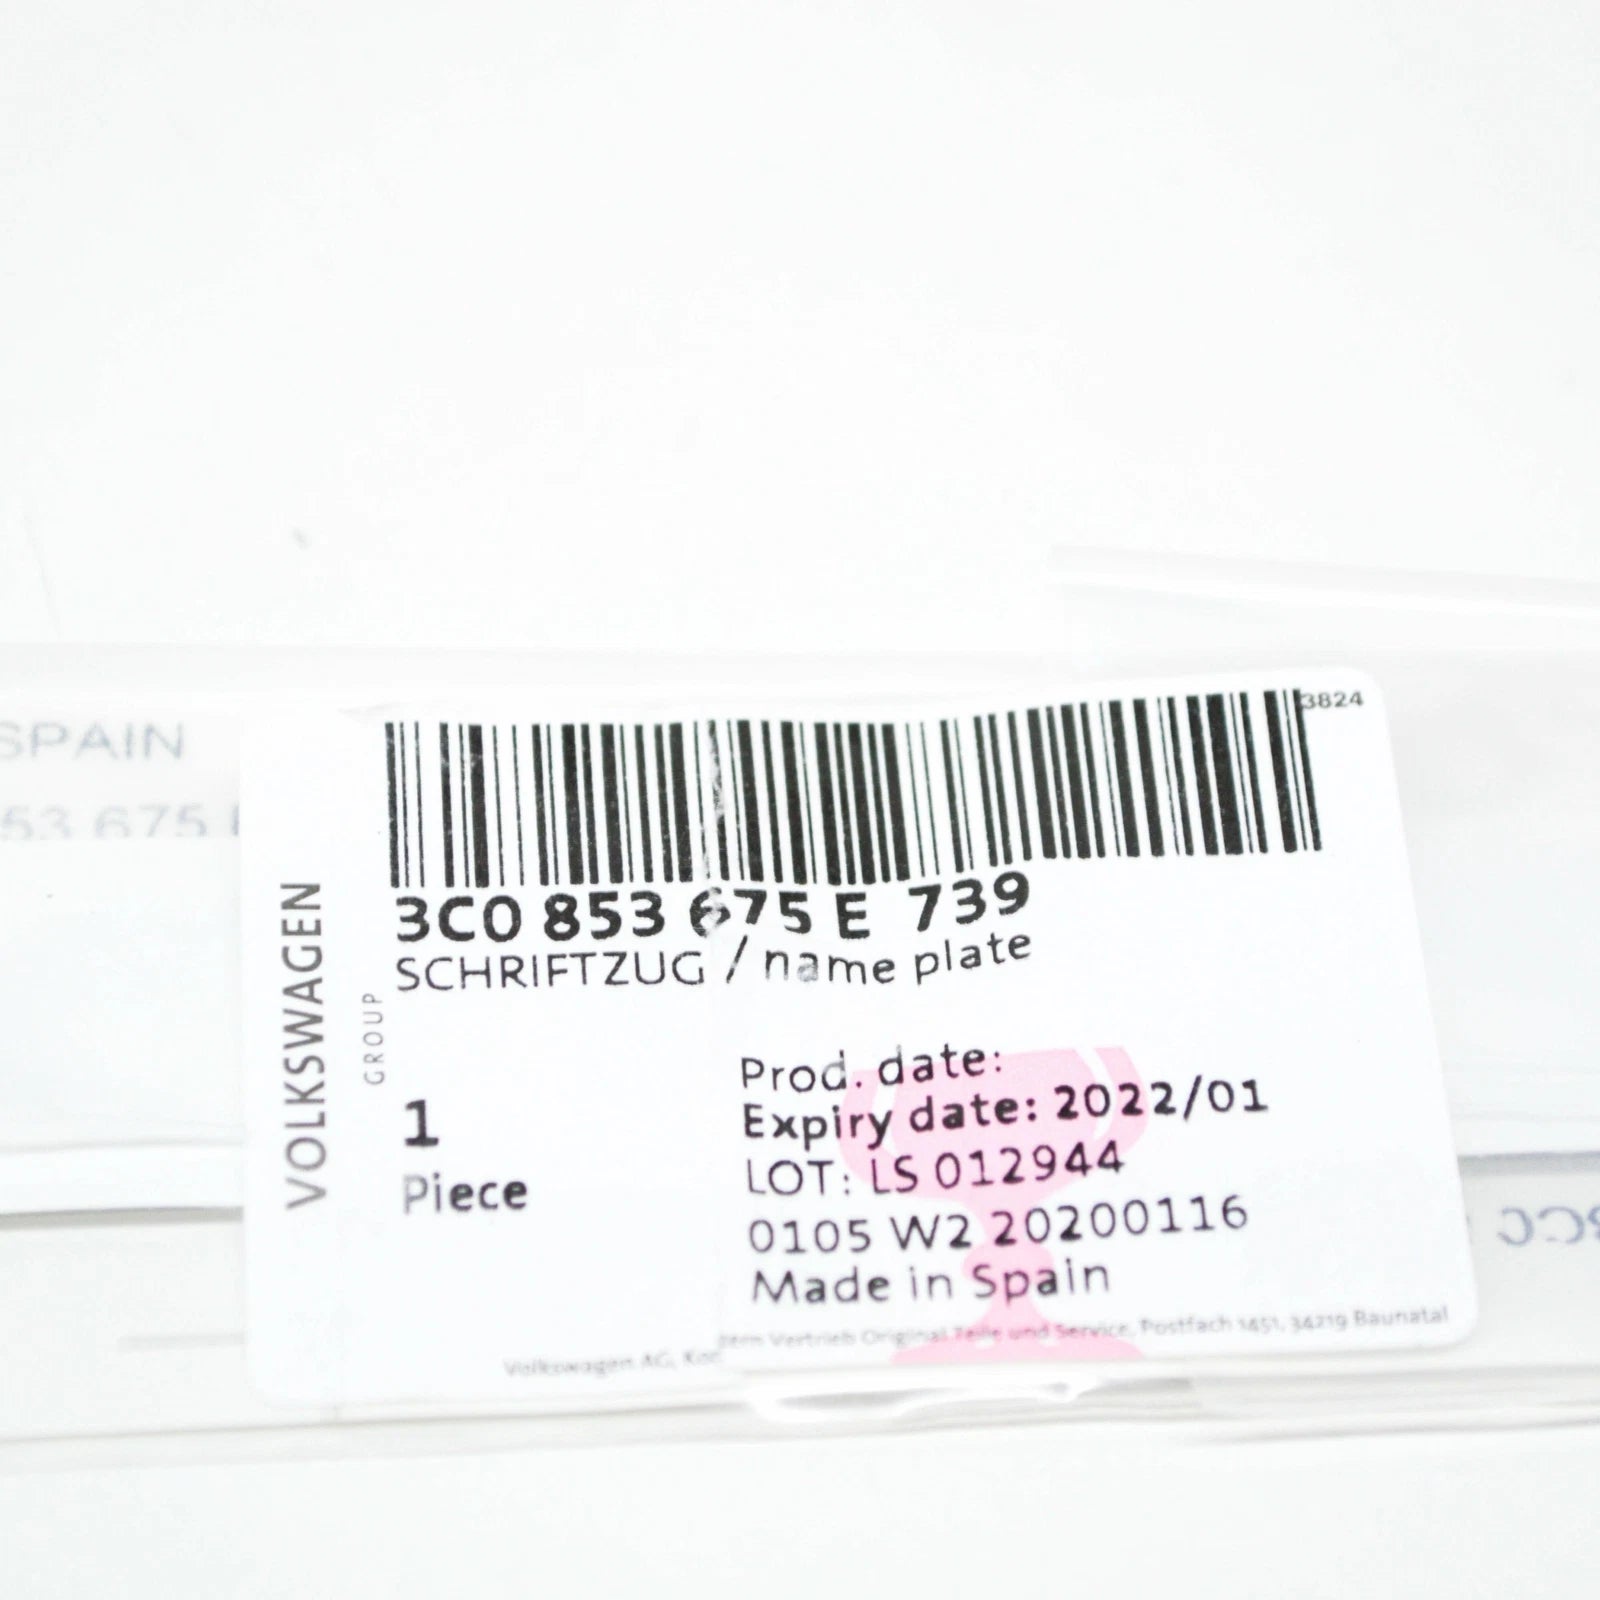 3824
SPAIN
53 675
3C0 853 675 E 739
SCHRIFTZUG / name plate
VOLKSWAGEN
GROUP
1
Piece
Prod. date:
Expiry date: 2022/01
LOT: LS 012944
0105 W2 20200116
Made in Spain
Volkswagen AG, Vertrieb Original Teile und Service, Postfach 1451, 34219 Baunatal